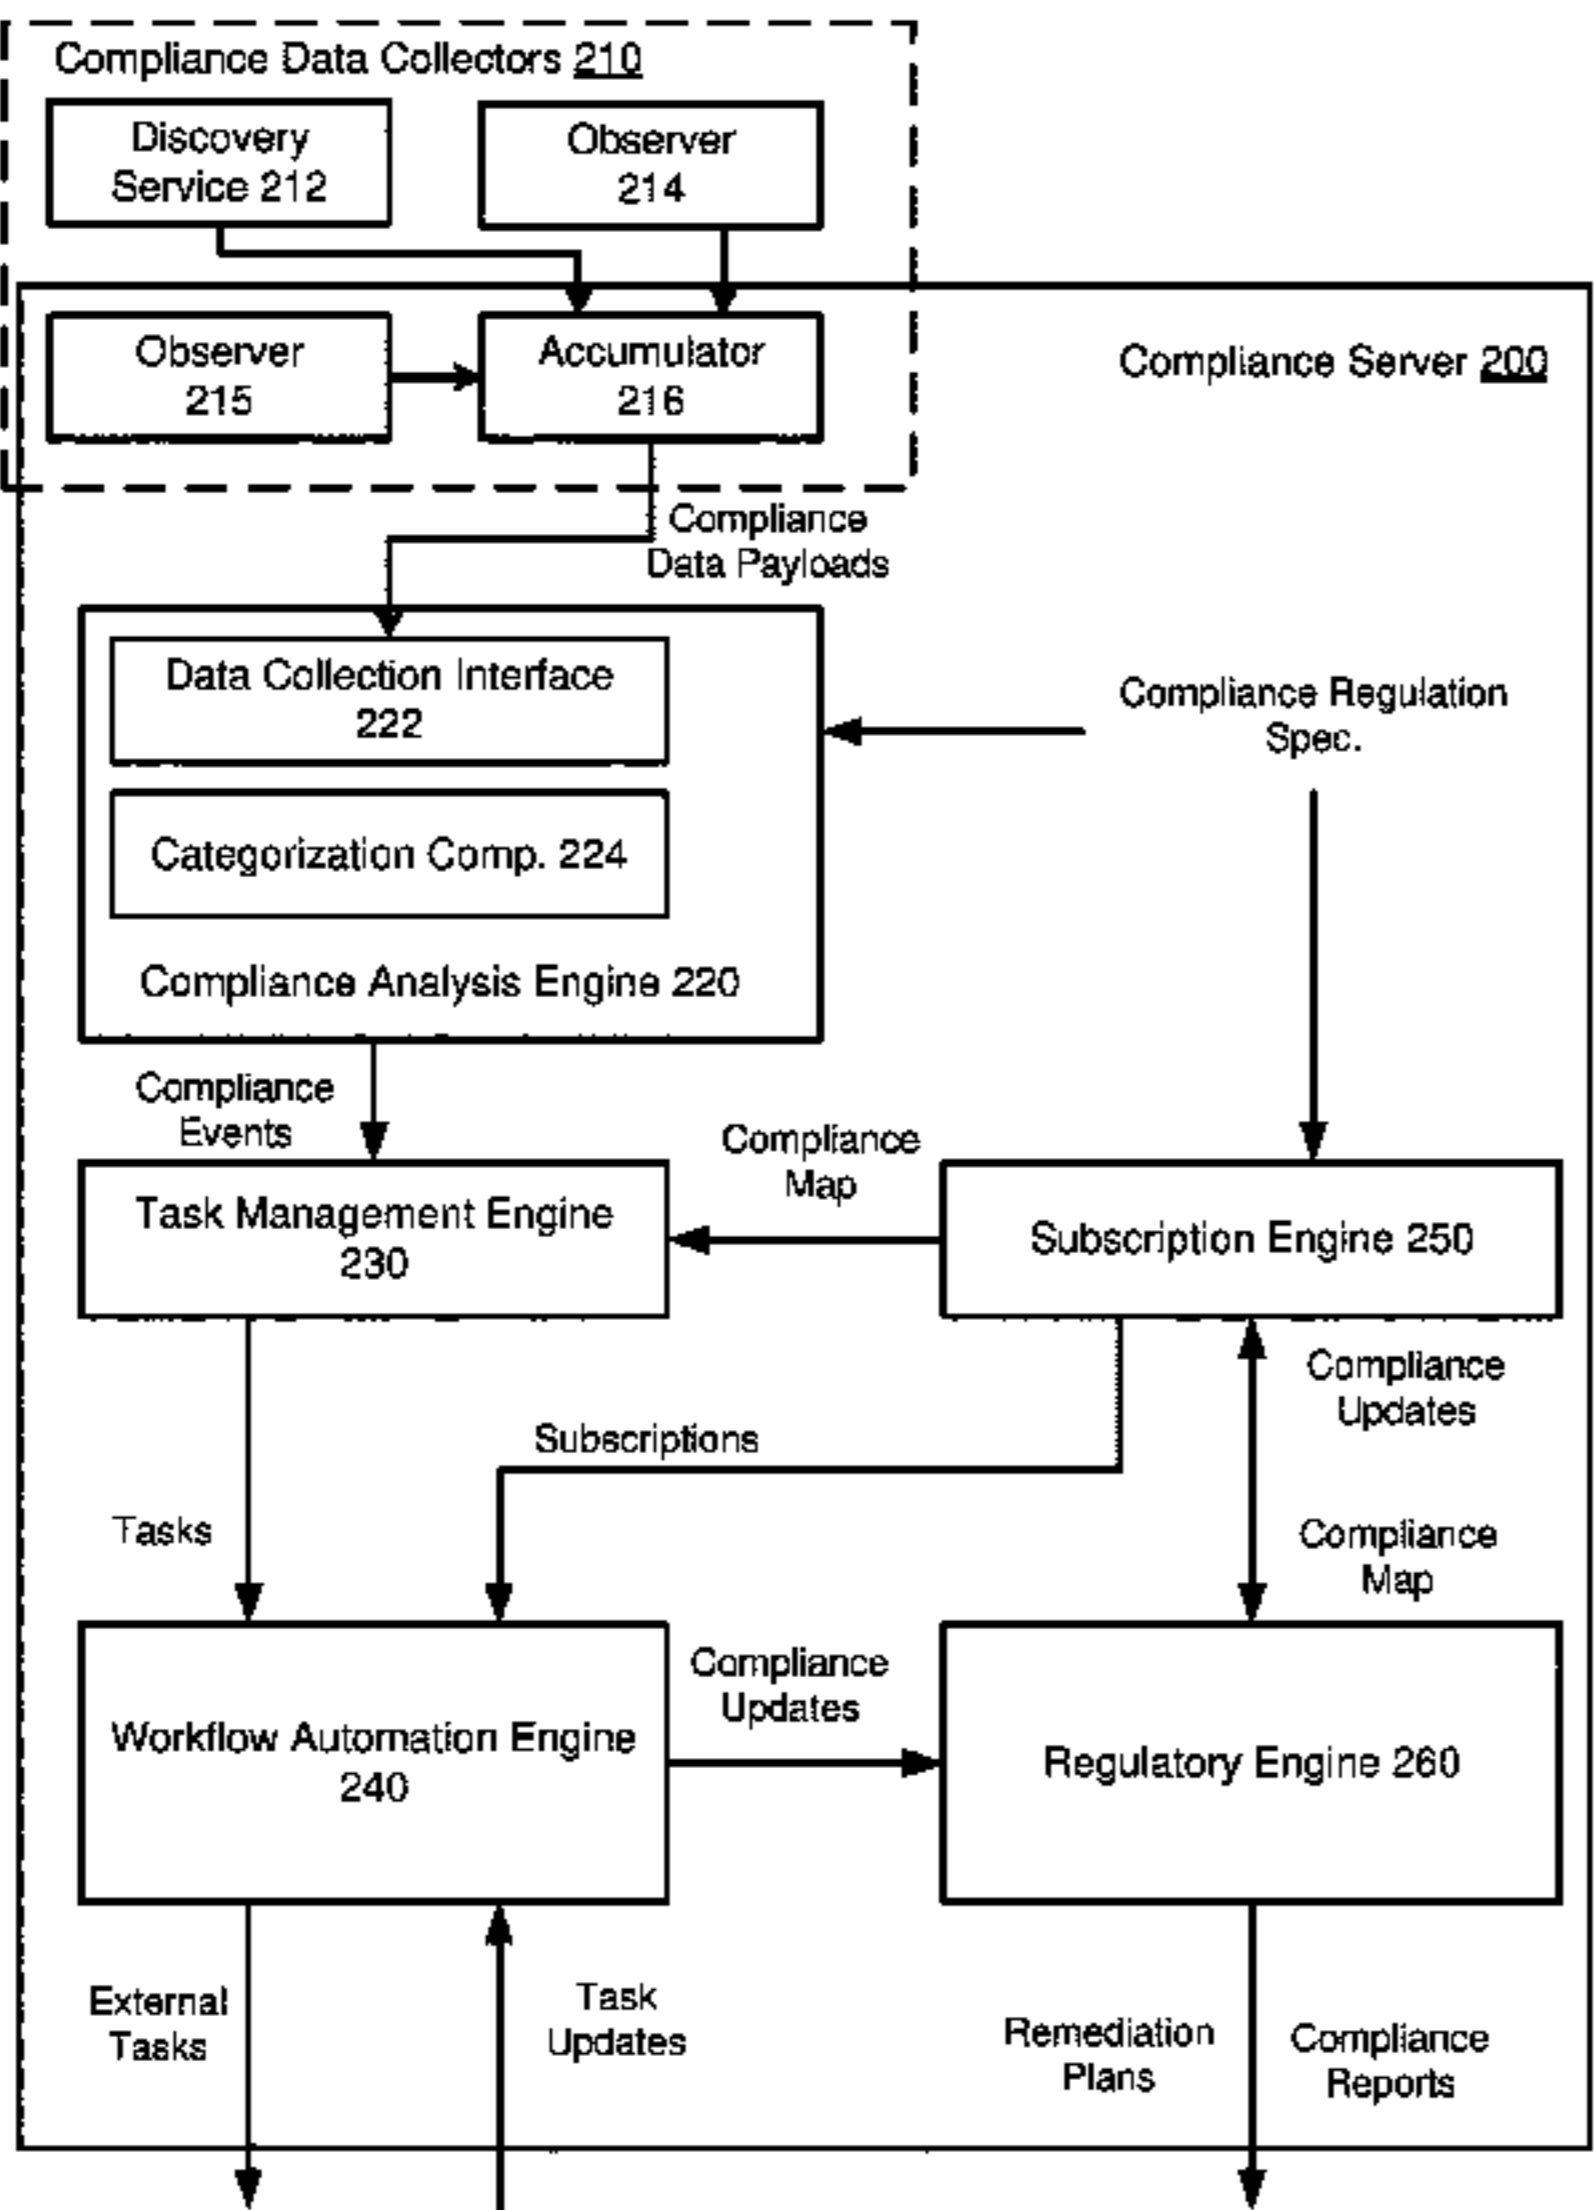 Compliance Data Collectors 210
Discovery
Service 212
Observer
214
Observer
215
Accumulator
216
Compliance Server 200
Compliance
Data Payloads
Data Collection Interface
222
Compliance Regulation
Spec.
Categorization Comp. 224
Compliance Analysis Engine 220
Compliance
Events
Compliance
Map
Task Management Engine
230
Subscription Engine 250
Compliance
Updates
Subscriptions
Tasks
Compliance
Map
Compliance
Updates
Workflow Automation Engine
240
Regulatory Engine 260
External
Tasks
Task
Updates
Remediation
Plans
Compliance
Reports